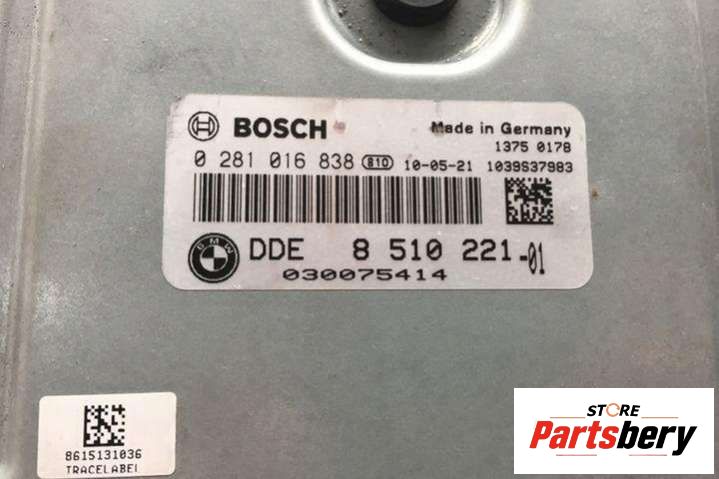 BOSCH
Made in Germany
1375 0178
0 281 016 838 810 10-05-21 1039S37983
BMW DDE 8 510 221-01
030075414
8615131036
TRACELABEL
STORE
Partsbery